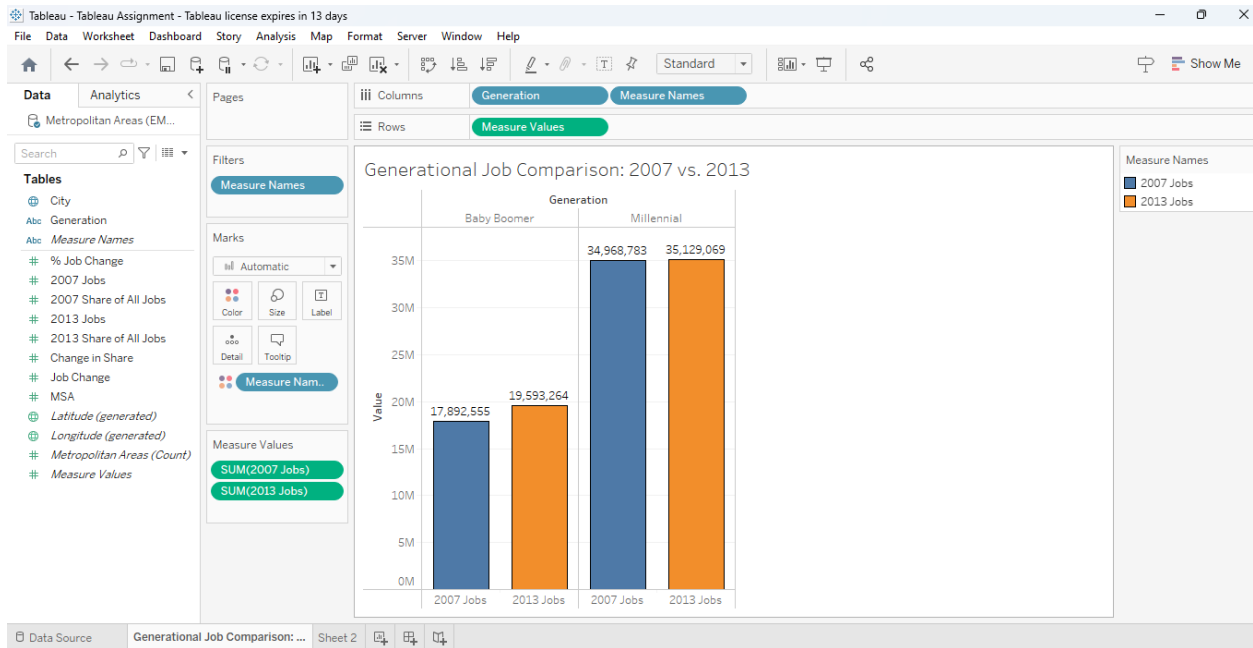 Tableau - Tableau Assignment - Tableau license expires in 13 days
File Data Worksheet Dashboard Story Analysis Map Format Server Window Help
Standard
Show Me
Data Analytics
Metropolitan Areas (EM...
Search
Tables
City
Abc Generation
Abc Measure Names
# % Job Change
# 2007 Jobs
# 2007 Share of All Jobs
# 2013 Jobs
# 2013 Share of All Jobs
# Change in Share
# Job Change
# MSA
Latitude (generated)
Longitude (generated)
# Metropolitan Areas (Count)
# Measure Values
Pages
Filters
Measure Names
Marks
Automatic
Color Size Label
Detail Tooltip
Measure Nam..
Measure Values
SUM(2007 Jobs)
SUM(2013 Jobs)
Columns Generation Measure Names
Rows Measure Values
Generational Job Comparison: 2007 vs. 2013
Generation
Baby Boomer Millennial
34,968,783 35,129,069
35M
30M
25M
19,593,264
20M
17,892,555
Value
15M
10M
5M
0M
2007 Jobs 2013 Jobs 2007 Jobs 2013 Jobs
Measure Names
2007 Jobs
2013 Jobs
Data Source Generational Job Comparison: ... Sheet 2